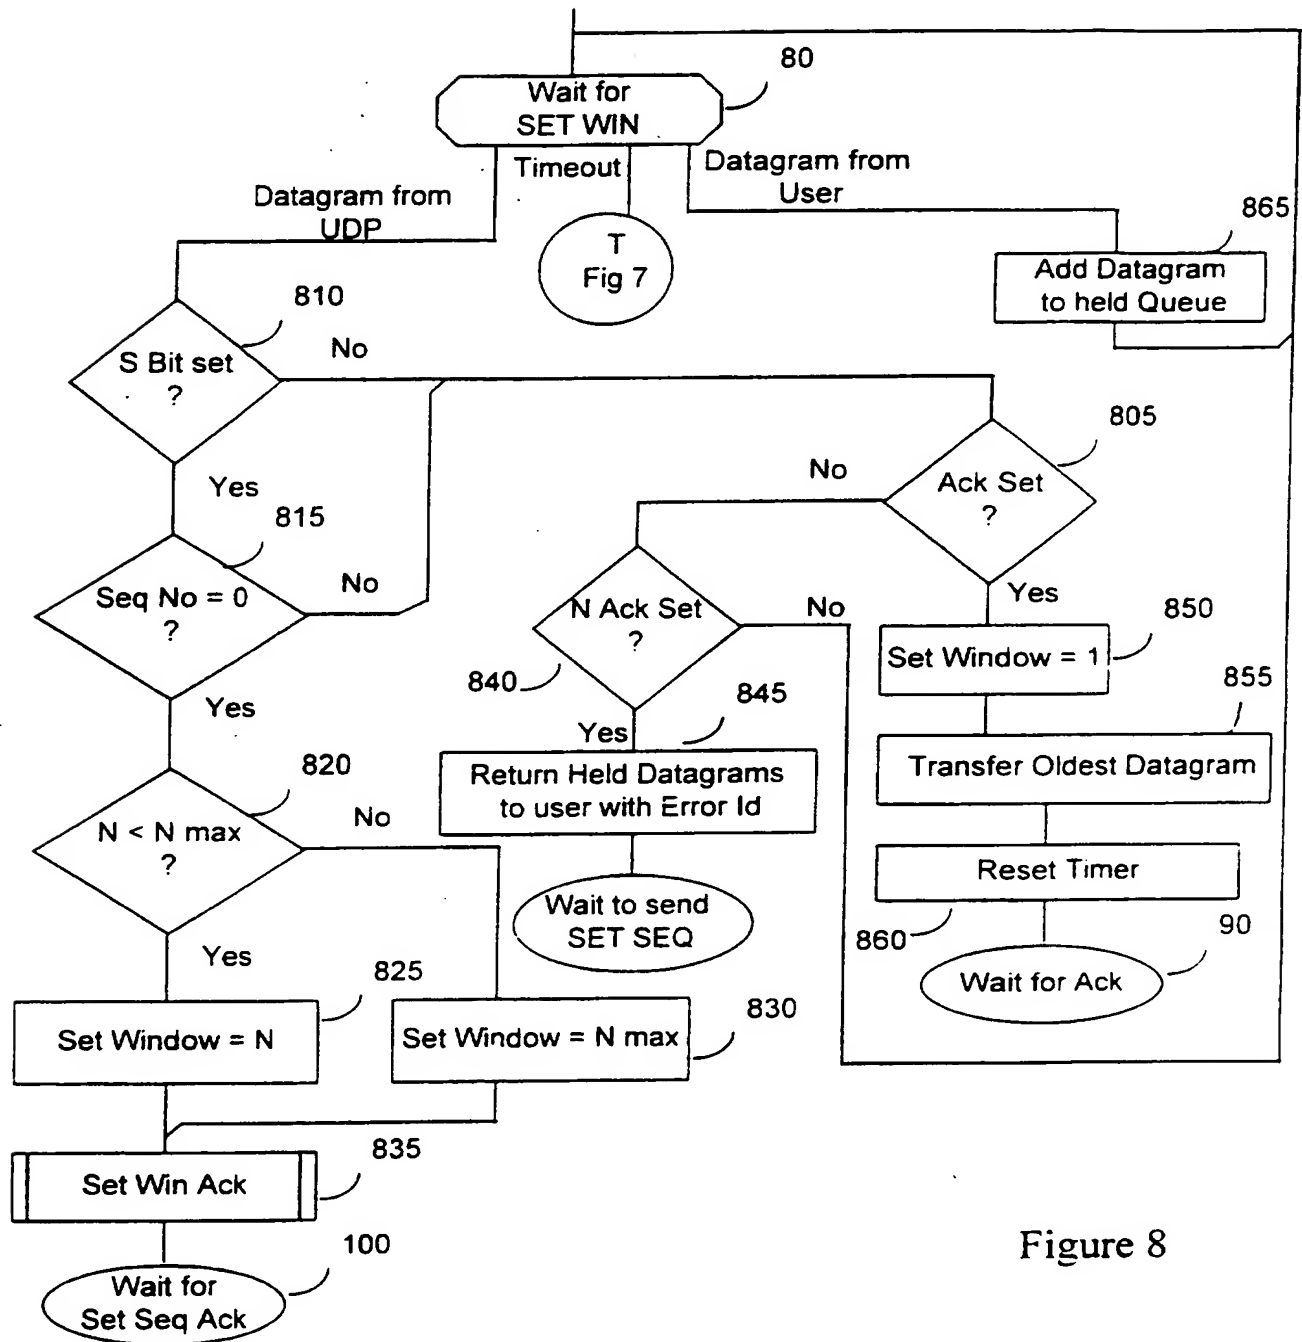 80
Wait for
SET WIN
Timeout
Datagram from
User
Datagram from
UDP
865
T
Fig 7
Add Datagram
to held Queue
810
S Bit set
?
No
805
Ack Set
?
No
Yes
815
Seq No = 0
?
No
N Ack Set
?
No
Yes
850
Set Window = 1
840
845
855
Yes
Yes
Return Held Datagrams
to user with Error Id
Transfer Oldest Datagram
820
N < N max
?
No
Reset Timer
860
Wait to send
SET SEQ
90
Wait for Ack
Yes
825
Set Window = N
830
Set Window = N max
835
Set Win Ack
100
Wait for
Set Seq Ack
Figure 8